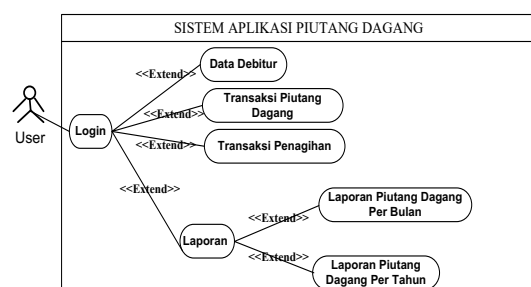 SISTEM APLIKASI PIUTANG DAGANG
Data Debitur
<<Extend>>
Transaksi Piutang
Dagang
<<Extend>>
User
Login
<<Extend>>
Transaksi Penagihan
<<Extend>>
Laporan Piutang Dagang
Per Bulan
<<Extend>>
Laporan
<<Extend>>
Laporan Piutang
Dagang Per Tahun